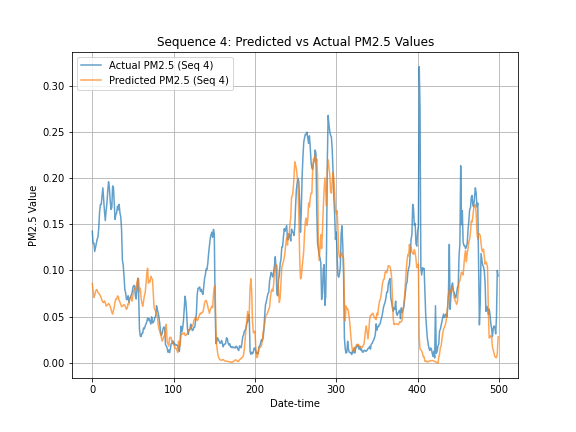 Sequence 4: Predicted vs Actual PM2.5 Values
Actual PM2.5 (Seq 4)
Predicted PM2.5 (Seq 4)
PM2.5 Value
0.30
0.25
0.20
0.15
0.10
0.05
0.00
0 100 200 300 400 500
Date-time